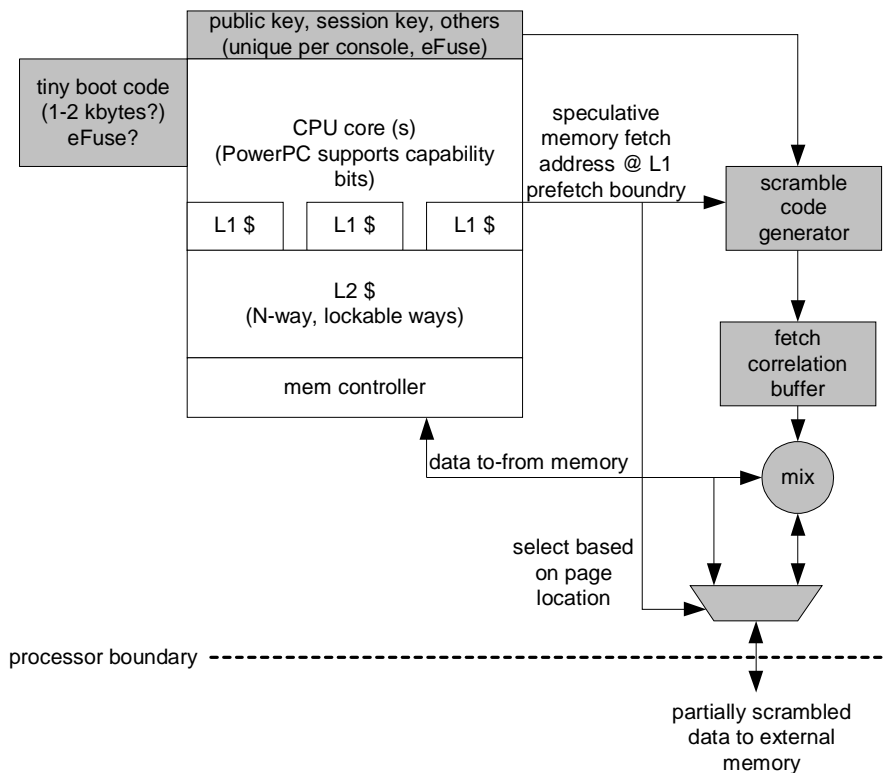 public key, session key, others
(unique per console, eFuse)
tiny boot code
(1-2 kbytes?)
eFuse?
CPU core (s)
(PowerPC supports capability
bits)
speculative
memory fetch
address @ L1
prefetch boundry
scramble
code
generator
L1 $
L1 $
L1 $
L2 $
(N-way, lockable ways)
fetch
correlation
buffer
mem controller
data to-from memory
mix
select based
on page
location
processor boundary
partially scrambled
data to external
memory